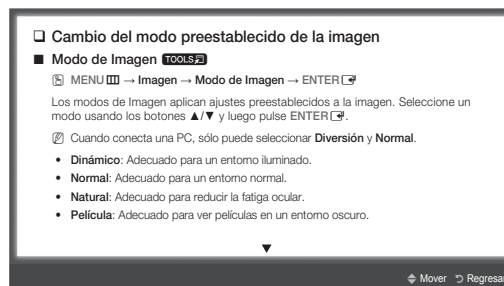 ❑ Cambio del modo preestablecido de la imagen
■ Modo de Imagen TOOLS
MENU → Imagen → Modo de Imagen → ENTER
Los modos de Imagen aplican ajustes preestablecidos a la imagen. Seleccione un
modo usando los botones ▲/▼ y luego pulse ENTER.
Cuando conecta una PC, sólo puede seleccionar Diversión y Normal.
• Dinámico: Adecuado para un entorno iluminado.
• Normal: Adecuado para un entorno normal.
• Natural: Adecuado para reducir la fatiga ocular.
• Película: Adecuado para ver películas en un entorno oscuro.
▼
Mover Regresar